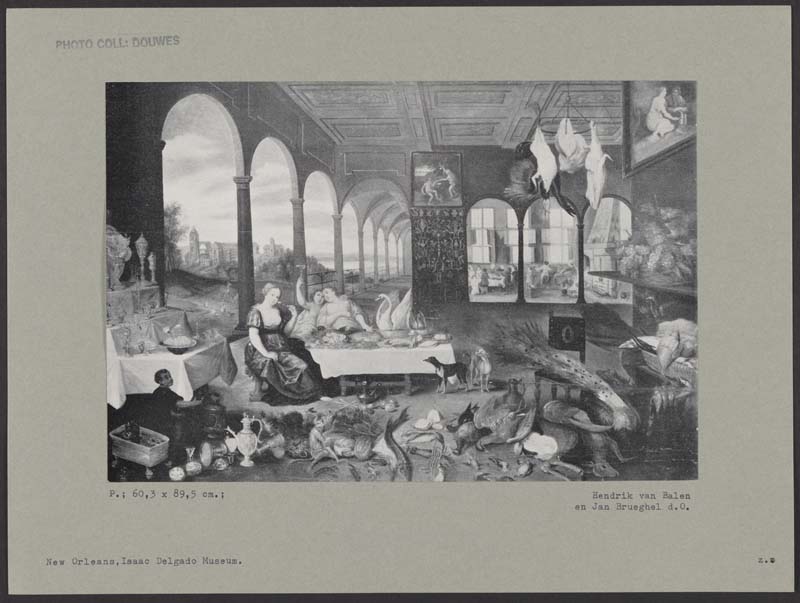 PHOTO COLL: DOUWES
P.; 60,3 x 89,5 cm.;
Hendrik van Balen
en Jan Brueghel d.O.
New Orleans,Isaac Delgado Museum.